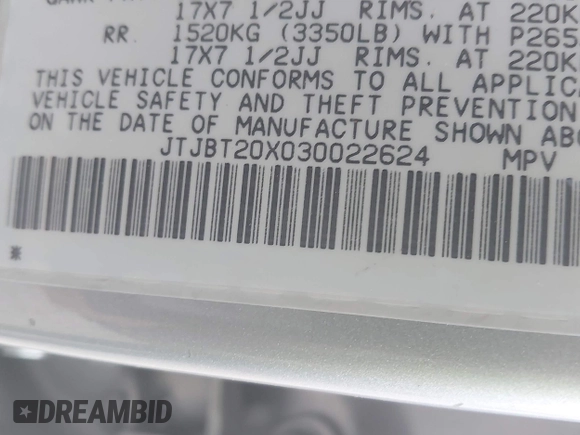 17X7 1/2JJ RIMS. AT 220K
RR. 1520KG (3350LB) WITH P265
17X7 1/2JJ RIMS. AT 220K
THIS VEHICLE CONFORMS TO ALL APPLIC
VEHICLE SAFETY AND THEFT PREVENTION
ON THE DATE OF MANUFACTURE SHOWN ABO
JTJBT20X030022624 MPV
*
DREAMBID